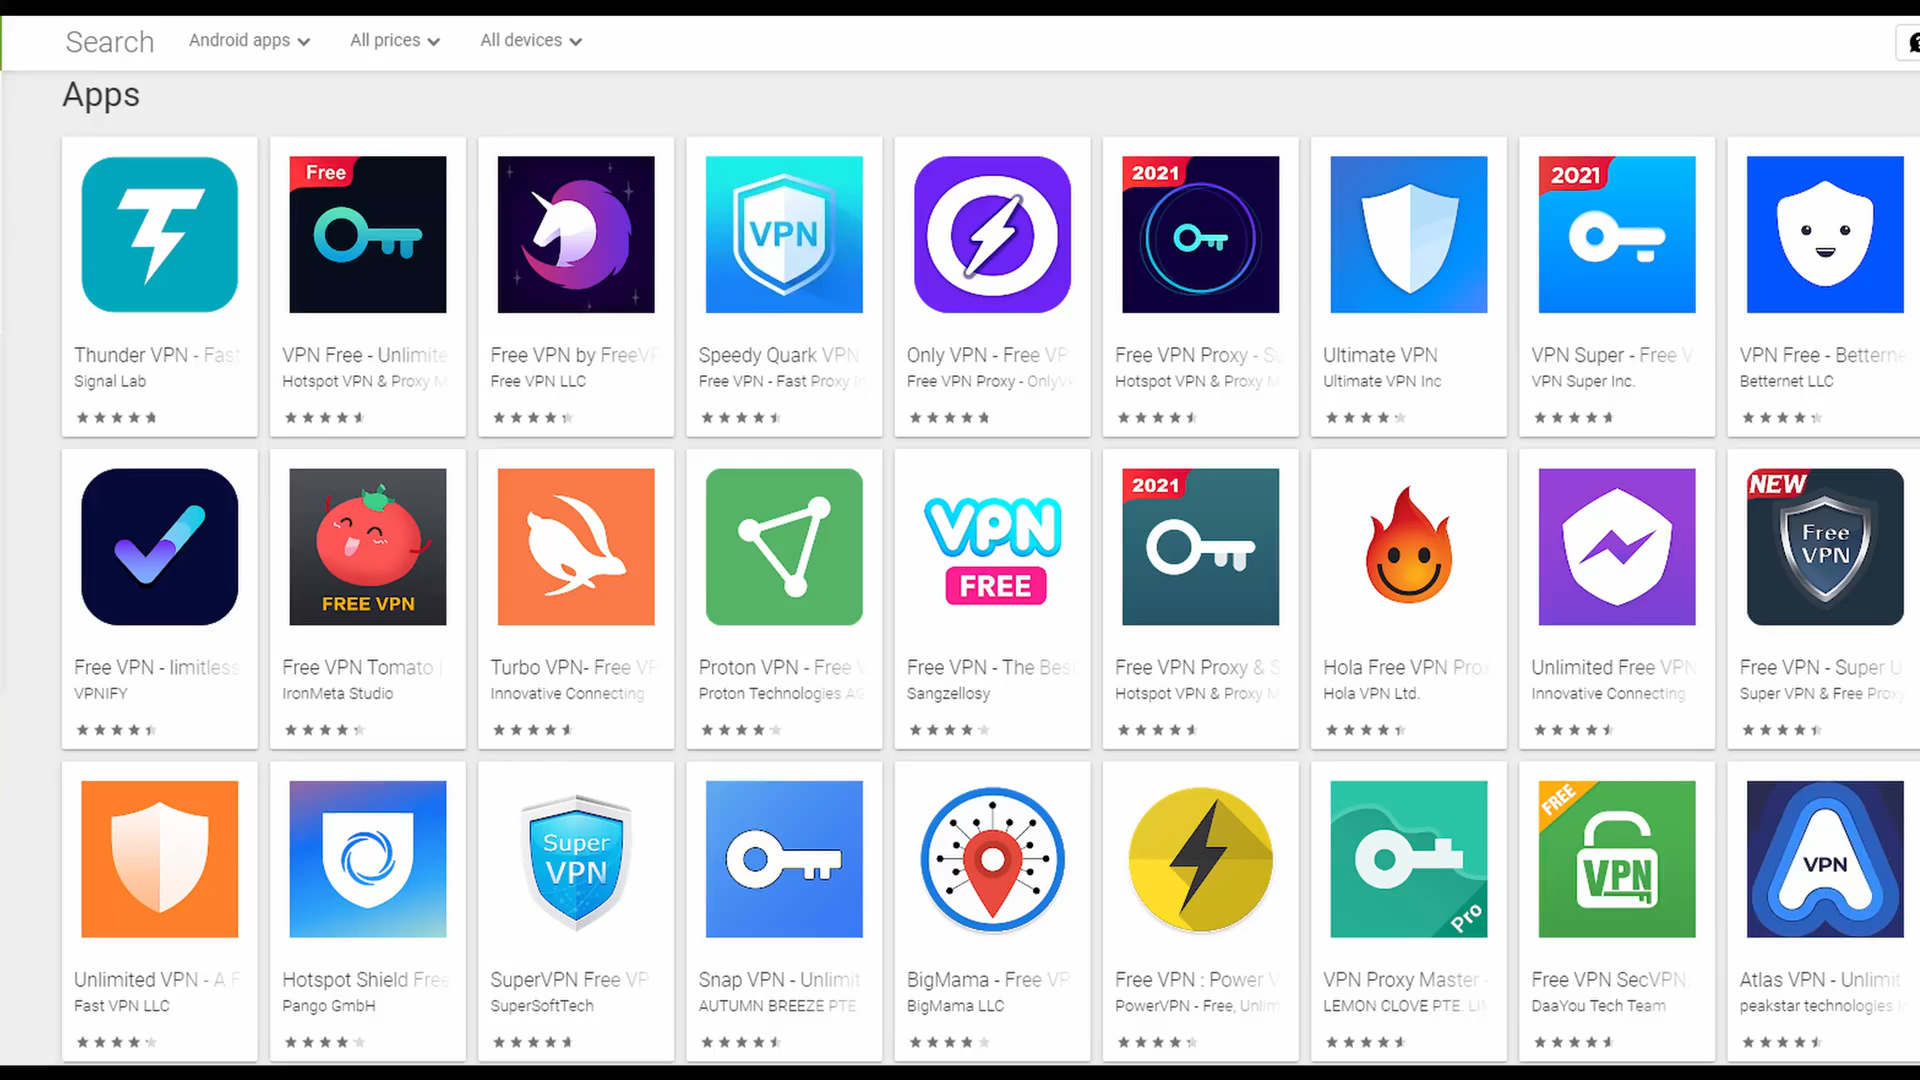 Search Android apps All prices All devices
Apps
Free
VPN
2021
2021
Thunder VPN - Fast
Signal Lab
VPN Free - Unlimite
Hotspot VPN & Proxy M
Free VPN by FreeVP
Free VPN LLC
Speedy Quark VPN
Free VPN - Fast Proxy In
Only VPN - Free VP
Free VPN Proxy - OnlyVP
Free VPN Proxy - Su
Hotspot VPN & Proxy M
Ultimate VPN
Ultimate VPN Inc
VPN Super - Free V
VPN Super Inc.
VPN Free - Betterne
Betternet LLC
FREE VPN
VPN
FREE
2021
NEW
Free
VPN
Free VPN - limitless
VPNIFY
Free VPN Tomato |
IronMeta Studio
Turbo VPN- Free VP
Innovative Connecting
Proton VPN - Free V
Proton Technologies AG
Free VPN - The Bes
Sangzellosy
Free VPN Proxy & S
Hotspot VPN & Proxy M
Hola Free VPN Prox
Hola VPN Ltd.
Unlimited Free VPN
Innovative Connecting
Free VPN - Super U
Super VPN & Free Proxy
Super
VPN
Pro
FREE
VPN
VPN
Unlimited VPN - A F
Fast VPN LLC
Hotspot Shield Free
Pango GmbH
SuperVPN Free VP
SuperSoftTech
Snap VPN - Unlimit
AUTUMN BREEZE PTE.
BigMama - Free VP
BigMama LLC
Free VPN : Power V
PowerVPN - Free, Unlim
VPN Proxy Master -
LEMON CLOVE PTE. LI
Free VPN SecVPN:
DaaYou Tech Team
Atlas VPN - Unlimit
peakstar technologies